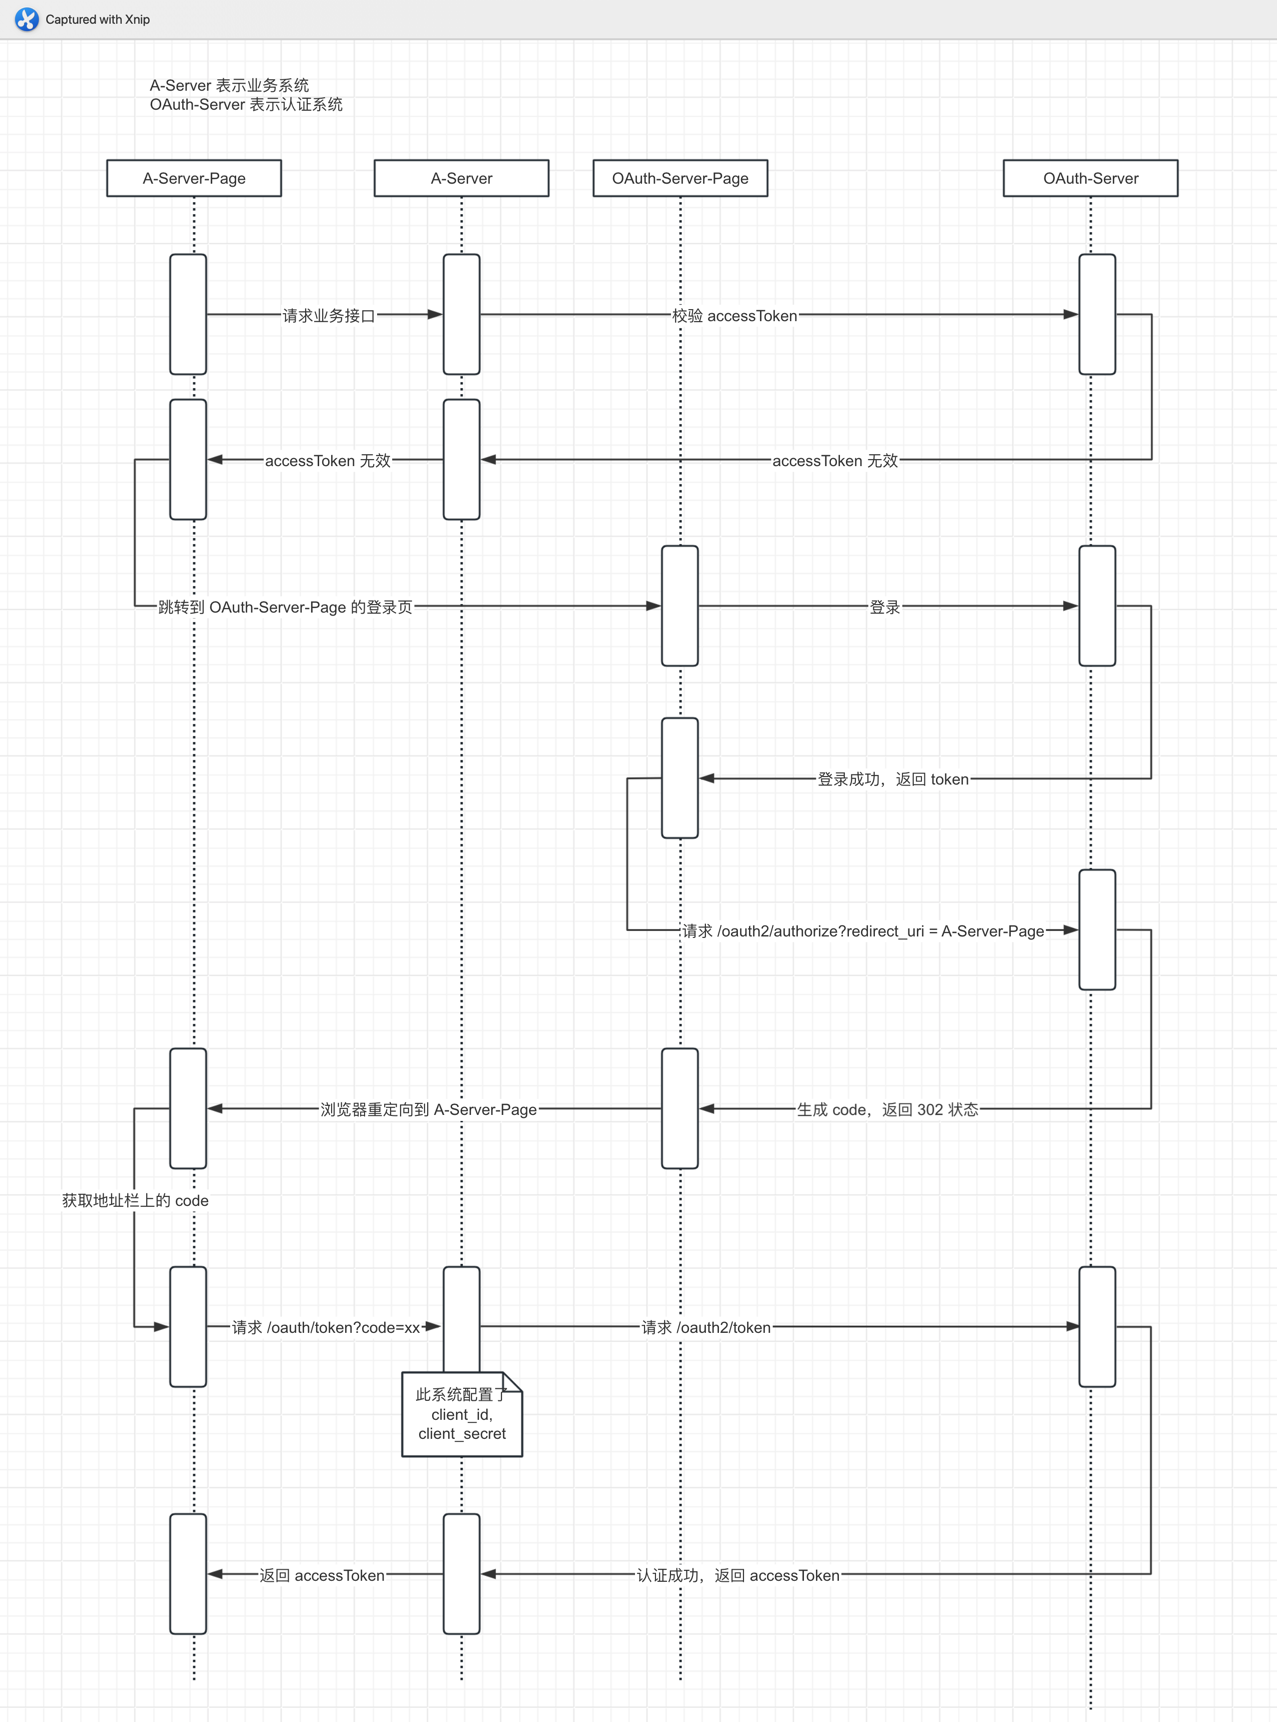 Captured with Xnip
A-Server 表示业务系统
OAuth-Server 表示认证系统
A-Server-Page
A-Server
OAuth-Server-Page
OAuth-Server
请求业务接口
校验 accessToken
accessToken 无效
accessToken 无效
跳转到 OAuth-Server-Page 的登录页
登录
登录成功，返回 token
请求 /oauth2/authorize?redirect_uri = A-Server-Page
浏览器重定向到 A-Server-Page
生成 code，返回 302 状态
获取地址栏上的 code
请求 /oauth/token?code=xx
请求 /oauth2/token
此系统配置了
client_id,
client_secret
返回 accessToken
认证成功，返回 accessToken